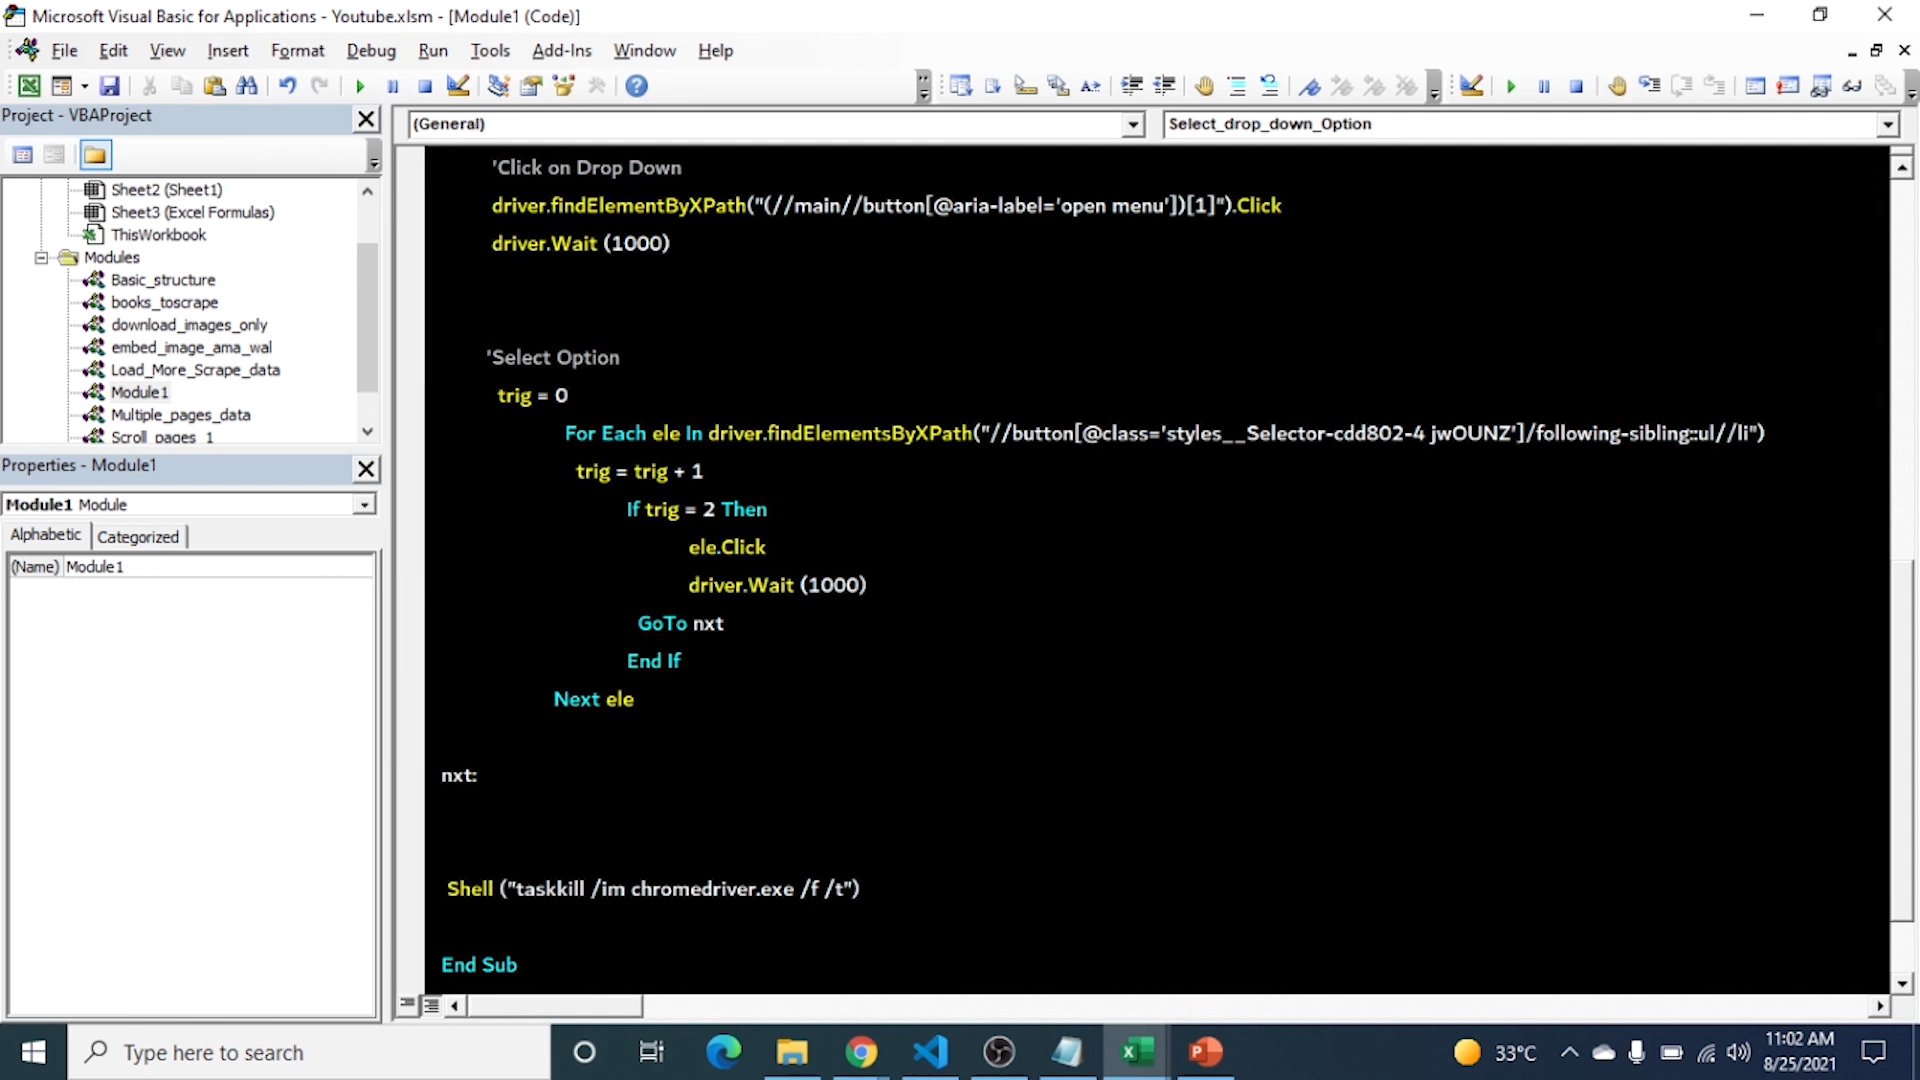 Microsoft Visual Basic for Applications - Youtube.xlsm - [Module1 (Code)]
File Edit View Insert Format Debug Run Tools Add-Ins Window Help
Project - VBAProject
(General)
Select_drop_down_Option
Sheet2 (Sheet1)
Sheet3 (Excel Formulas)
ThisWorkbook
Modules
Basic_structure
books_toscrape
download_images_only
embed_image_ama_wal
Load_More_Scrape_data
Module1
Multiple_pages_data
Scroll_pages_1
Properties - Module1
Module1 Module
Alphabetic Categorized
(Name) Module1
'Click on Drop Down
driver.findElementByXPath("(//main//button[@aria-label='open menu'])[1]").Click
driver.Wait (1000)
'Select Option
trig = 0
For Each ele In driver.findElementsByXPath("//button[@class='styles__Selector-cdd802-4 jwOUNZ']/following-sibling::ul//li")
trig = trig + 1
If trig = 2 Then
ele.Click
driver.Wait (1000)
GoTo nxt
End If
Next ele
nxt:
Shell ("taskkill /im chromedriver.exe /f /t")
End Sub
Type here to search
33°C
11:02 AM
8/25/2021